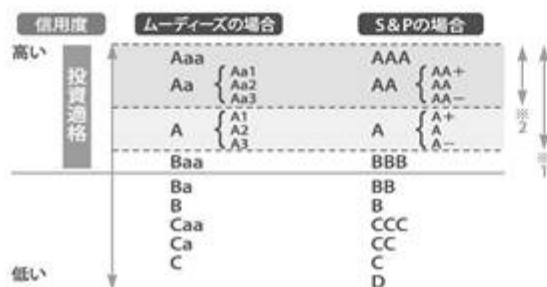 信用度 ムーディーズの場合 S&Pの場合
高い
投資適格
Aaa AAA
Aa { Aa1 Aa2 Aa3 AA { AA+ AA AA−
A { A1 A2 A3 A { A+ A A−
Baa BBB
Ba BB
B B
Caa CCC
Ca CC
C C
低い D
※2
※1